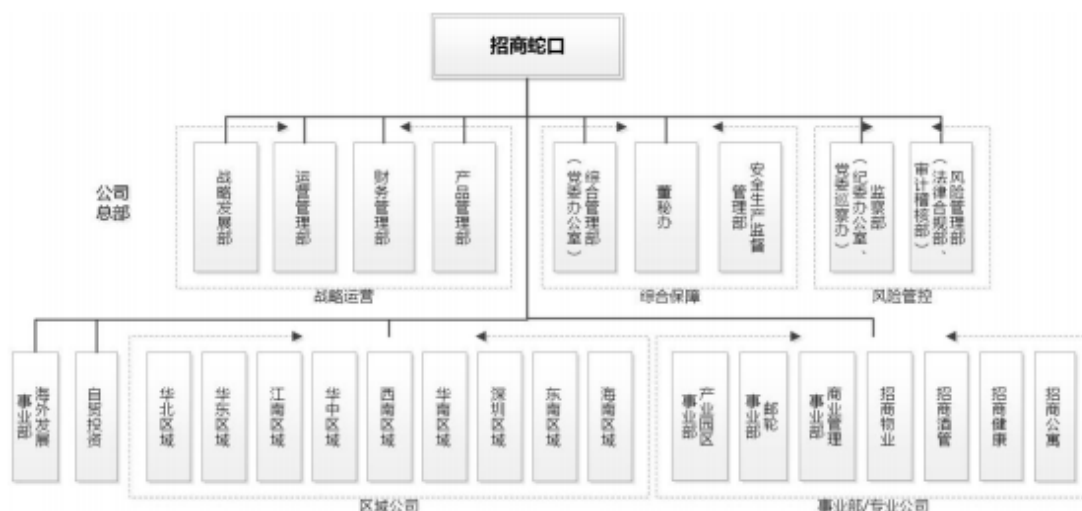 招商蛇口
公司
总部
战略发展部
运营管理部
财务管理部
产品管理部
综合管理部
（党委办公室）
董秘办
安全生产监督
管理部
监察部
（纪委办公室、
党委巡察办）
风险管理部
（法律合规部、
审计稽核部）
战略运营
综合保障
风险管控
海外发展
事业部
自贸投资
华北区域
华东区域
江南区域
华中区域
西南区域
华南区域
深圳区域
东南区域
海南区域
产业园区
事业部
邮轮
事业部
商业管理
事业部
招商物业
招商酒管
招商健康
招商公寓
区域公司
事业部/专业公司